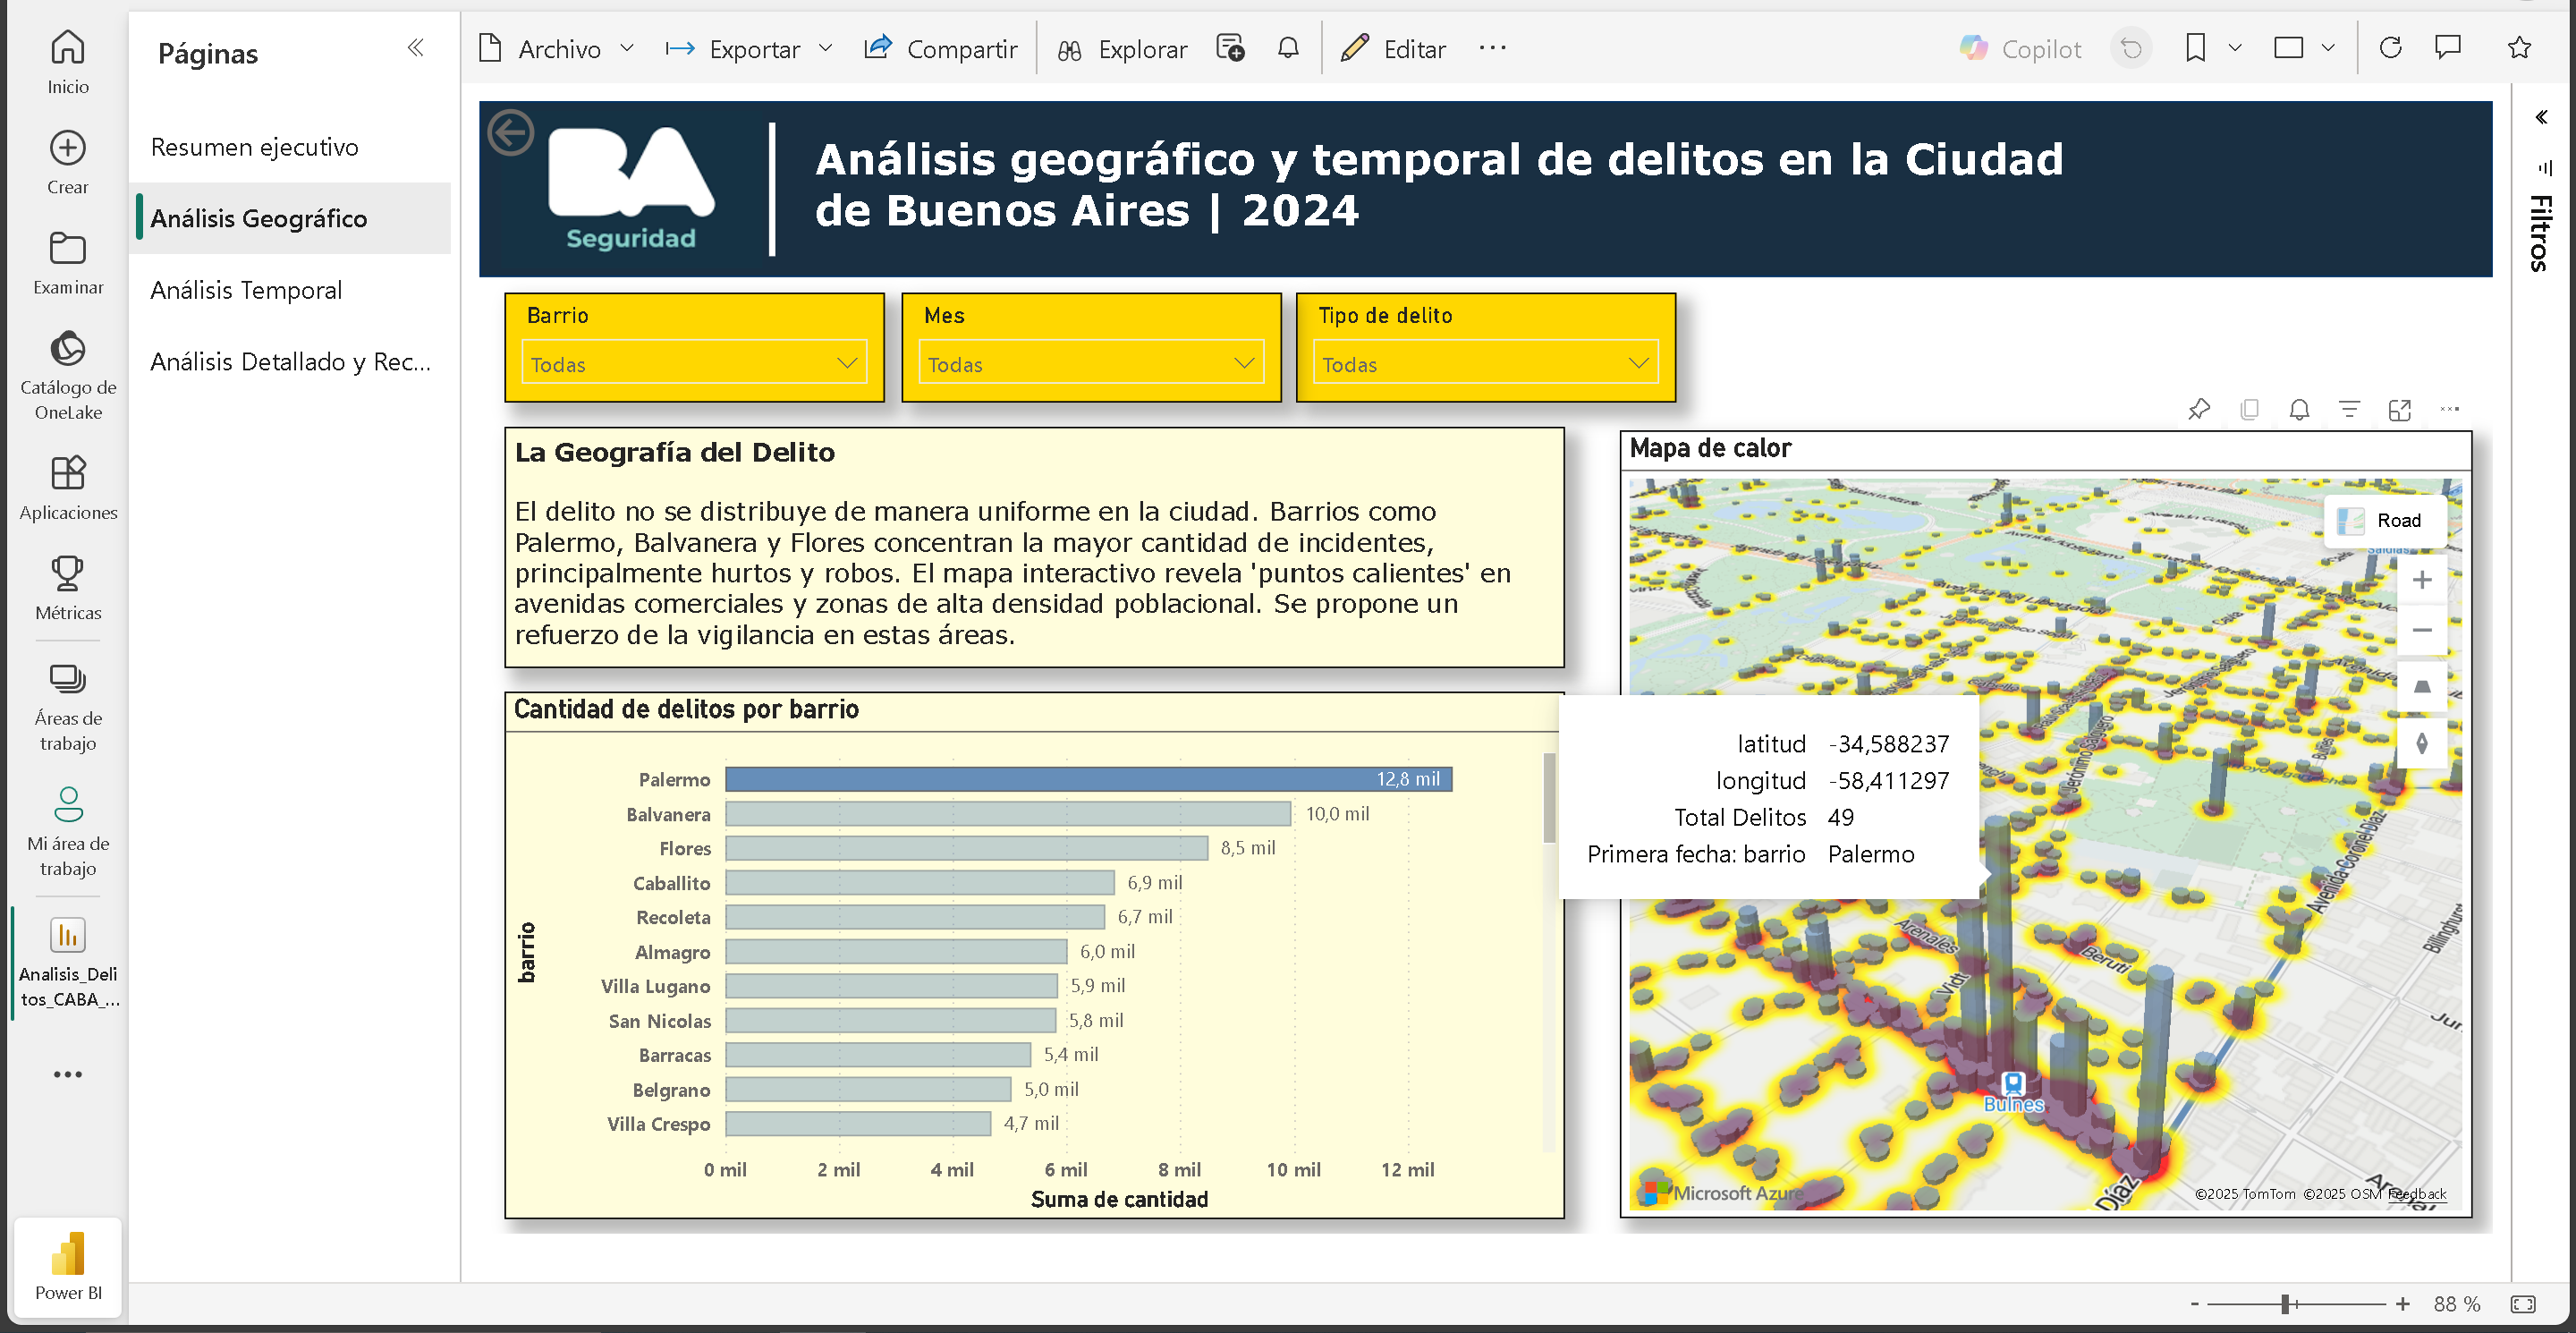 Inicio
Crear
Examinar
Catálogo de
OneLake
Aplicaciones
Métricas
Áreas de
trabajo
Mi área de
trabajo
Analisis_Deli
tos_CABA_...
Power BI
Páginas
Resumen ejecutivo
Análisis Geográfico
Análisis Temporal
Análisis Detallado y Rec...
Archivo
Exportar
Compartir
Explorar
Editar
Copilot
BA
Seguridad
Análisis geográfico y temporal de delitos en la Ciudad
de Buenos Aires | 2024
Filtros
Barrio
Todas
Mes
Todas
Tipo de delito
Todas
La Geografía del Delito
El delito no se distribuye de manera uniforme en la ciudad. Barrios como
Palermo, Balvanera y Flores concentran la mayor cantidad de incidentes,
principalmente hurtos y robos. El mapa interactivo revela 'puntos calientes' en
avenidas comerciales y zonas de alta densidad poblacional. Se propone un
refuerzo de la vigilancia en estas áreas.
Cantidad de delitos por barrio
barrio
Palermo 12,8 mil
Balvanera 10,0 mil
Flores 8,5 mil
Caballito 6,9 mil
Recoleta 6,7 mil
Almagro 6,0 mil
Villa Lugano 5,9 mil
San Nicolas 5,8 mil
Barracas 5,4 mil
Belgrano 5,0 mil
Villa Crespo 4,7 mil
0 mil 2 mil 4 mil 6 mil 8 mil 10 mil 12 mil
Suma de cantidad
Mapa de calor
Road
latitud -34,588237
longitud -58,411297
Total Delitos 49
Primera fecha: barrio Palermo
Jerónimo Salguero
Avenida Coronel Díaz
Billinghurst
Arenales
Beruti
Vidt
Bulnes
Díaz
Microsoft Azure
©2025 TomTom ©2025 OSM Feedback
88 %